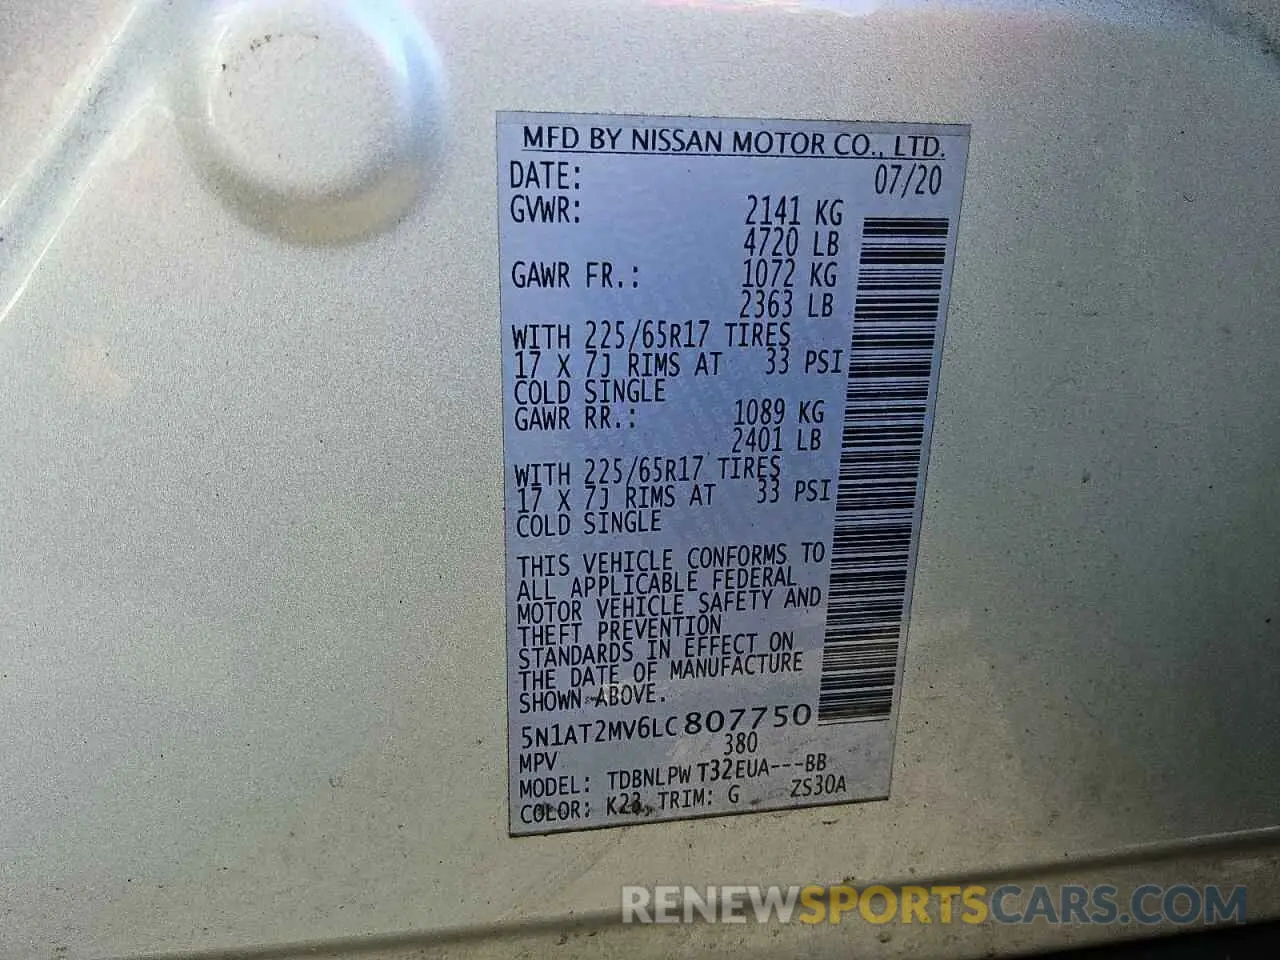 MFD BY NISSAN MOTOR CO., LTD.
DATE: 07/20
GVWR: 2141 KG
4720 LB
GAWR FR.: 1072 KG
2363 LB
WITH 225/65R17 TIRES
17 X 7J RIMS AT 33 PSI
COLD SINGLE
GAWR RR.: 1089 KG
2401 LB
WITH 225/65R17 TIRES
17 X 7J RIMS AT 33 PSI
COLD SINGLE
THIS VEHICLE CONFORMS TO
ALL APPLICABLE FEDERAL
MOTOR VEHICLE SAFETY AND
THEFT PREVENTION
STANDARDS IN EFFECT ON
THE DATE OF MANUFACTURE
SHOWN ABOVE.
5N1AT2MV6LC807750
MPV 380
MODEL: TDBNLPWT32EUA---BB
COLOR: K23, TRIM: G ZS30A
RENEWSPORTSCARS.COM